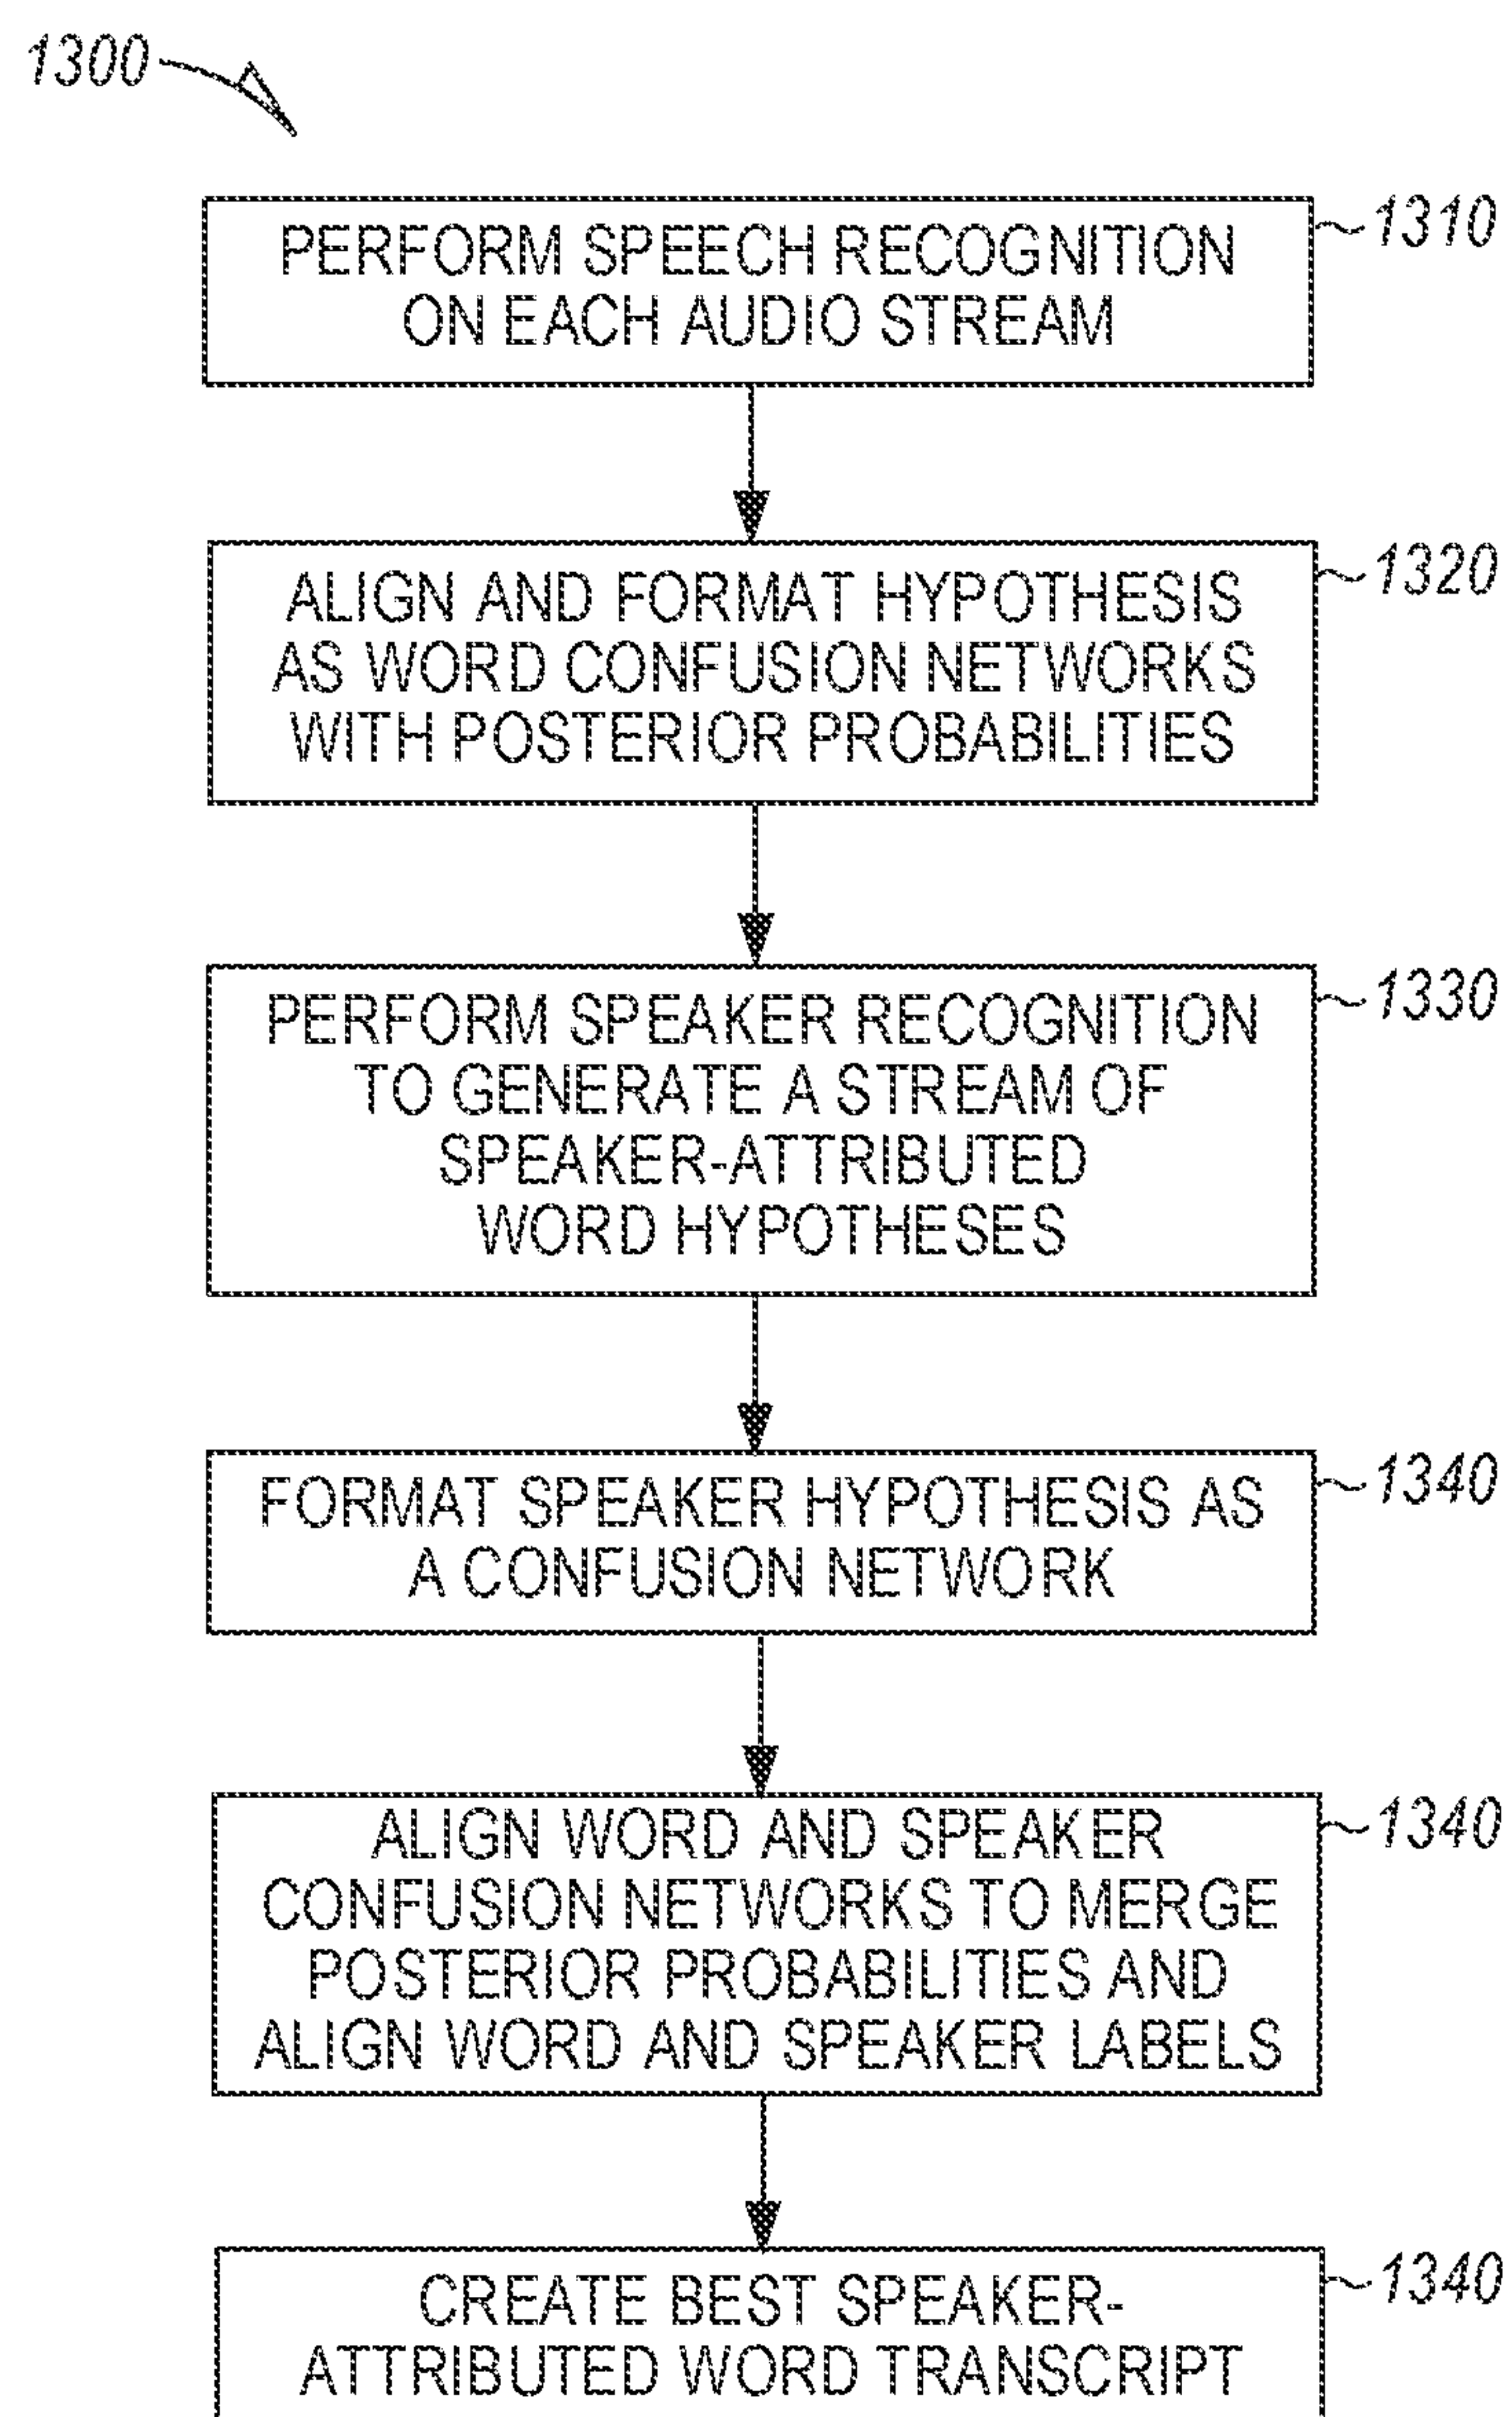 1300
PERFORM SPEECH RECOGNITION
ON EACH AUDIO STREAM
1310
ALIGN AND FORMAT HYPOTHESIS
AS WORD CONFUSION NETWORKS
WITH POSTERIOR PROBABILITIES
1320
PERFORM SPEAKER RECOGNITION
TO GENERATE A STREAM OF
SPEAKER-ATTRIBUTED
WORD HYPOTHESES
1330
FORMAT SPEAKER HYPOTHESIS AS
A CONFUSION NETWORK
1340
ALIGN WORD AND SPEAKER
CONFUSION NETWORKS TO MERGE
POSTERIOR PROBABILITIES AND
ALIGN WORD AND SPEAKER LABELS
1340
CREATE BEST SPEAKER-
ATTRIBUTED WORD TRANSCRIPT
1340